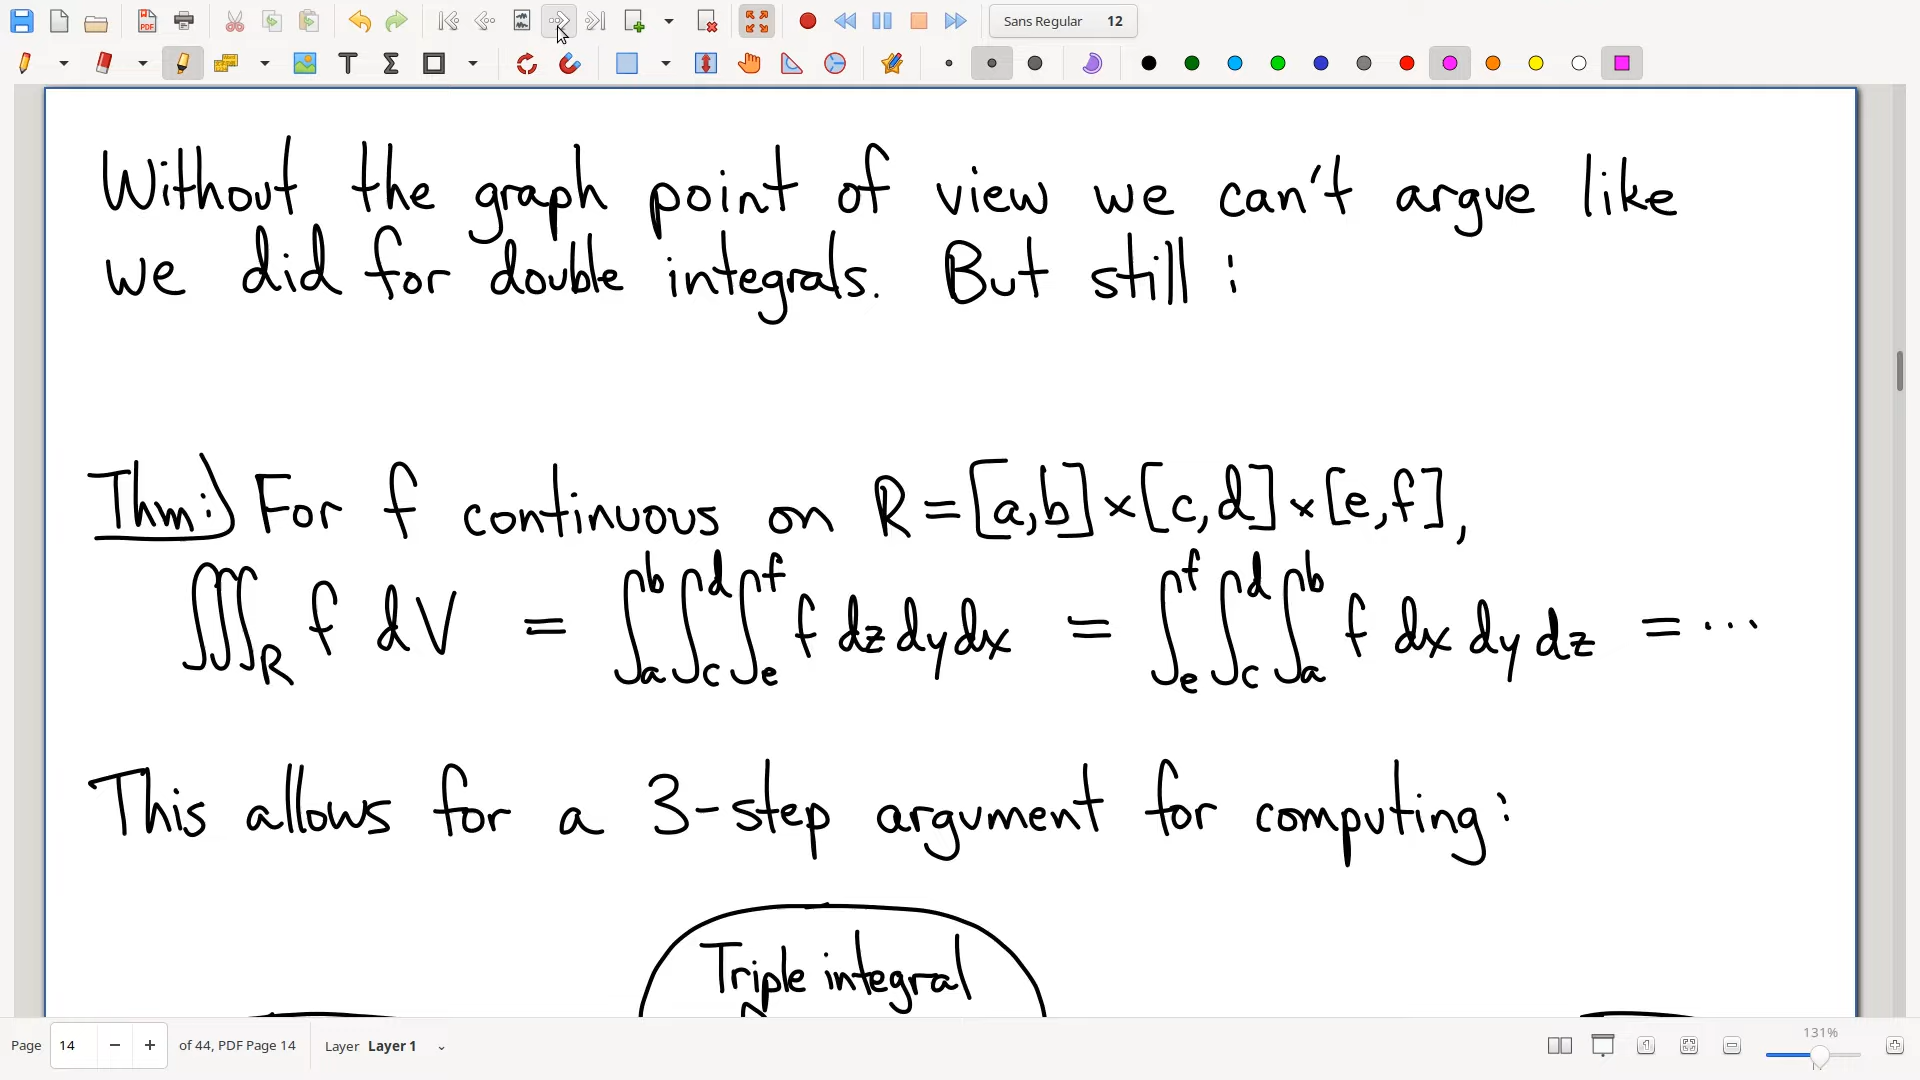 Sans Regular 12
Without the graph point of view we can't argue like
we did for double integrals. But still :
Thm:) For f continuous on R = [a,b] × [c,d] × [e,f],
∭_R f dV = ∫_a^b ∫_c^d ∫_e^f f dz dy dx = ∫_e^f ∫_c^d ∫_a^b f dx dy dz = ...
This allows for a 3-step argument for computing:
Triple integral
Page 14 of 44, PDF Page 14 Layer Layer 1 131%